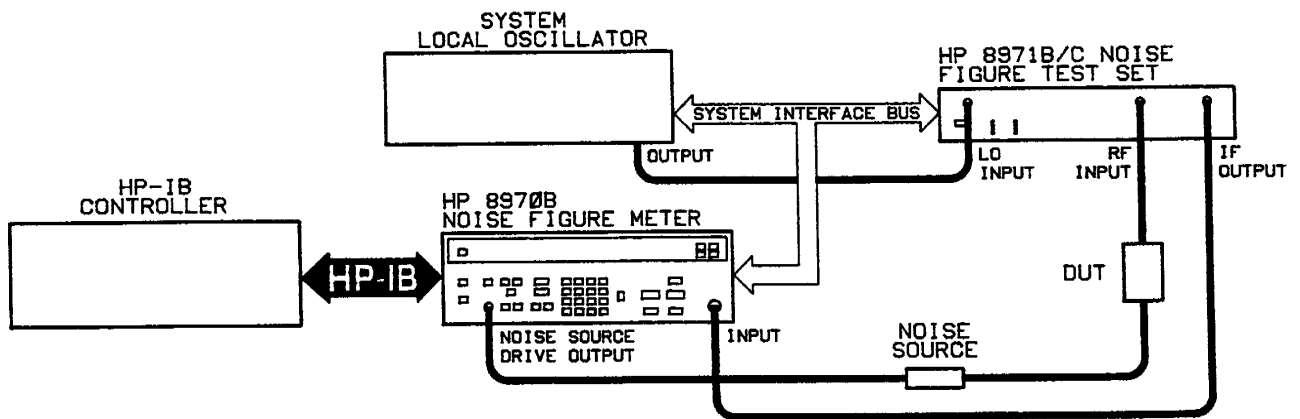 SYSTEM
LOCAL OSCILLATOR
HP 8971B/C NOISE
FIGURE TEST SET
SYSTEM INTERFACE BUS
OUTPUT
LO
INPUT
RF
INPUT
IF
OUTPUT
HP-IB
CONTROLLER
HP 8970B
NOISE FIGURE METER
HP-IB
DUT
NOISE SOURCE
DRIVE OUTPUT
INPUT
NOISE
SOURCE